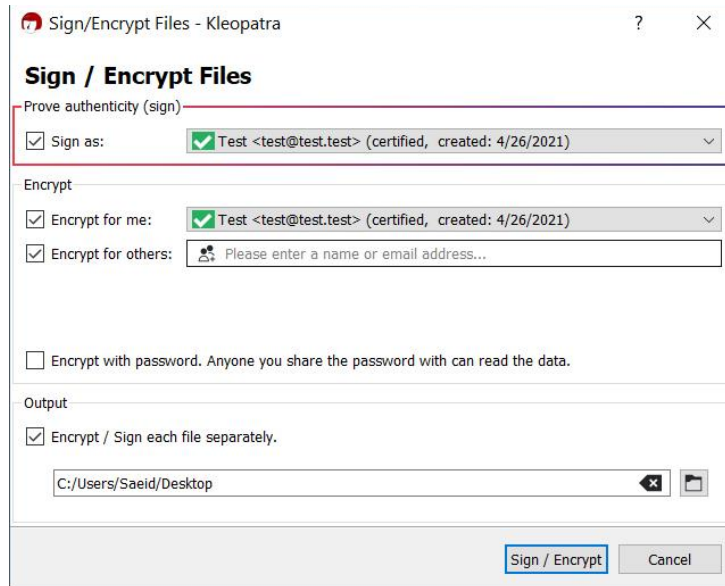 Sign/Encrypt Files - Kleopatra
Sign / Encrypt Files
Prove authenticity (sign)
Sign as: Test <test@test.test> (certified, created: 4/26/2021)
Encrypt
Encrypt for me: Test <test@test.test> (certified, created: 4/26/2021)
Encrypt for others: Please enter a name or email address...
Encrypt with password. Anyone you share the password with can read the data.
Output
Encrypt / Sign each file separately.
C:/Users/Saeid/Desktop
Sign / Encrypt Cancel